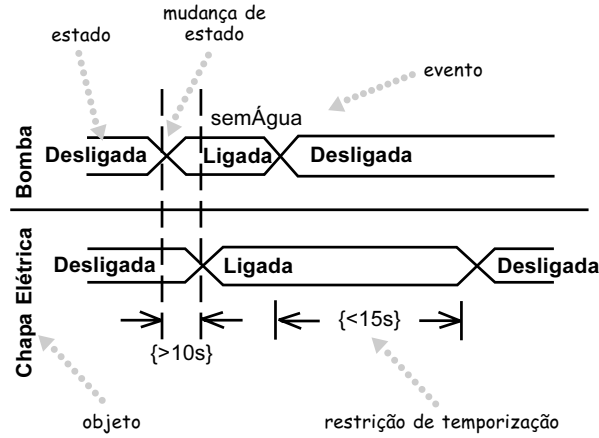 mudança de
estado
estado
evento
semÁgua
Bomba
Desligada
Ligada
Desligada
Chapa Elétrica
Desligada
Ligada
Desligada
{>10s}
{<15s}
objeto
restrição de temporização